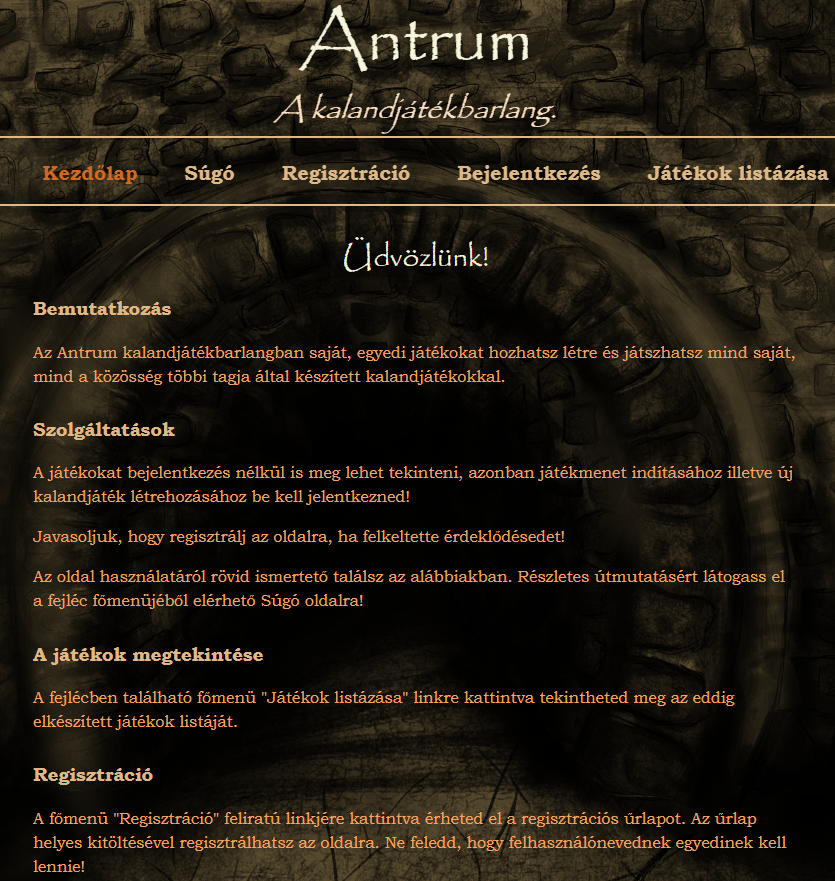 Antrum
A kalandjátékbarlang.
Kezdőlap Súgó Regisztráció Bejelentkezés Játékok listázása
Üdvözlünk!
Bemutatkozás
Az Antrum kalandjátékbarlangban saját, egyedi játékokat hozhatsz létre és játszhatsz mind saját,
mind a közösség többi tagja által készített kalandjátékokkal.
Szolgáltatások
A játékokat bejelentkezés nélkül is meg lehet tekinteni, azonban játékmenet indításához illetve új
kalandjáték létrehozásához be kell jelentkezned!
Javasoljuk, hogy regisztrálj az oldalra, ha felkeltette érdeklődésedet!
Az oldal használatáról rövid ismertető találsz az alábbiakban. Részletes útmutatásért látogass el
a fejléc főmenüjéből elérhető Súgó oldalra!
A játékok megtekintése
A fejlécben található főmenü "Játékok listázása" linkre kattintva tekintheted meg az eddig
elkészített játékok listáját.
Regisztráció
A főmenü "Regisztráció" feliratú linkjére kattintva érheted el a regisztrációs űrlapot. Az űrlap
helyes kitöltésével regisztrálhatsz az oldalra. Ne feledd, hogy felhasználónevednek egyedinek kell
lennie!